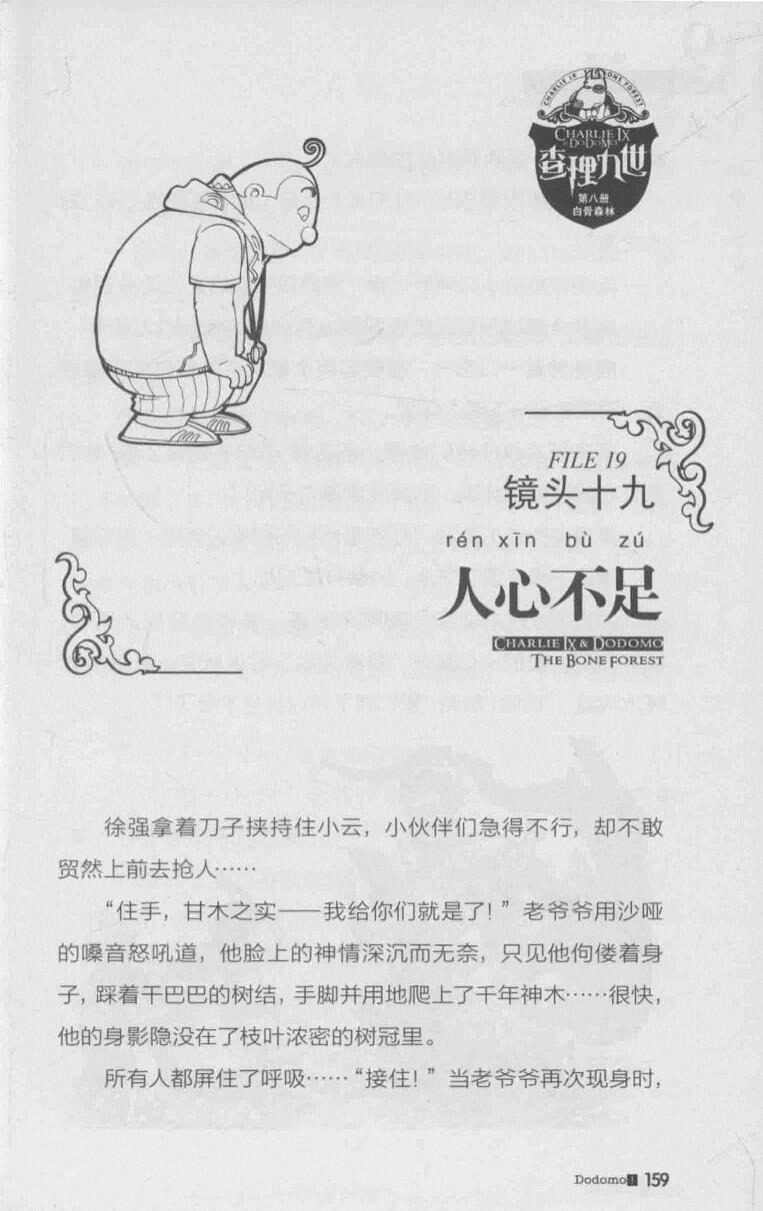 CHARLIE IX BONE FOREST
CHARLIE IX
& DODOMO
查理九世
第八册
白骨森林
FILE 19
镜头十九
rén xīn bù zú
人心不足
CHARLIE IX & DODOMO
THE BONE FOREST
徐强拿着刀子挟持住小云，小伙伴们急得不行，却不敢
贸然上前去抢人……
“住手，甘木之实——我给你们就是了！”老爷爷用沙哑
的嗓音怒吼道，他脸上的神情深沉而无奈，只见他佝偻着身
子，踩着干巴巴的树结，手脚并用地爬上了千年神木……很快，
他的身影隐没在了枝叶浓密的树冠里。
所有人都屏住了呼吸……“接住！”当老爷爷再次现身时，
Dodomo 159